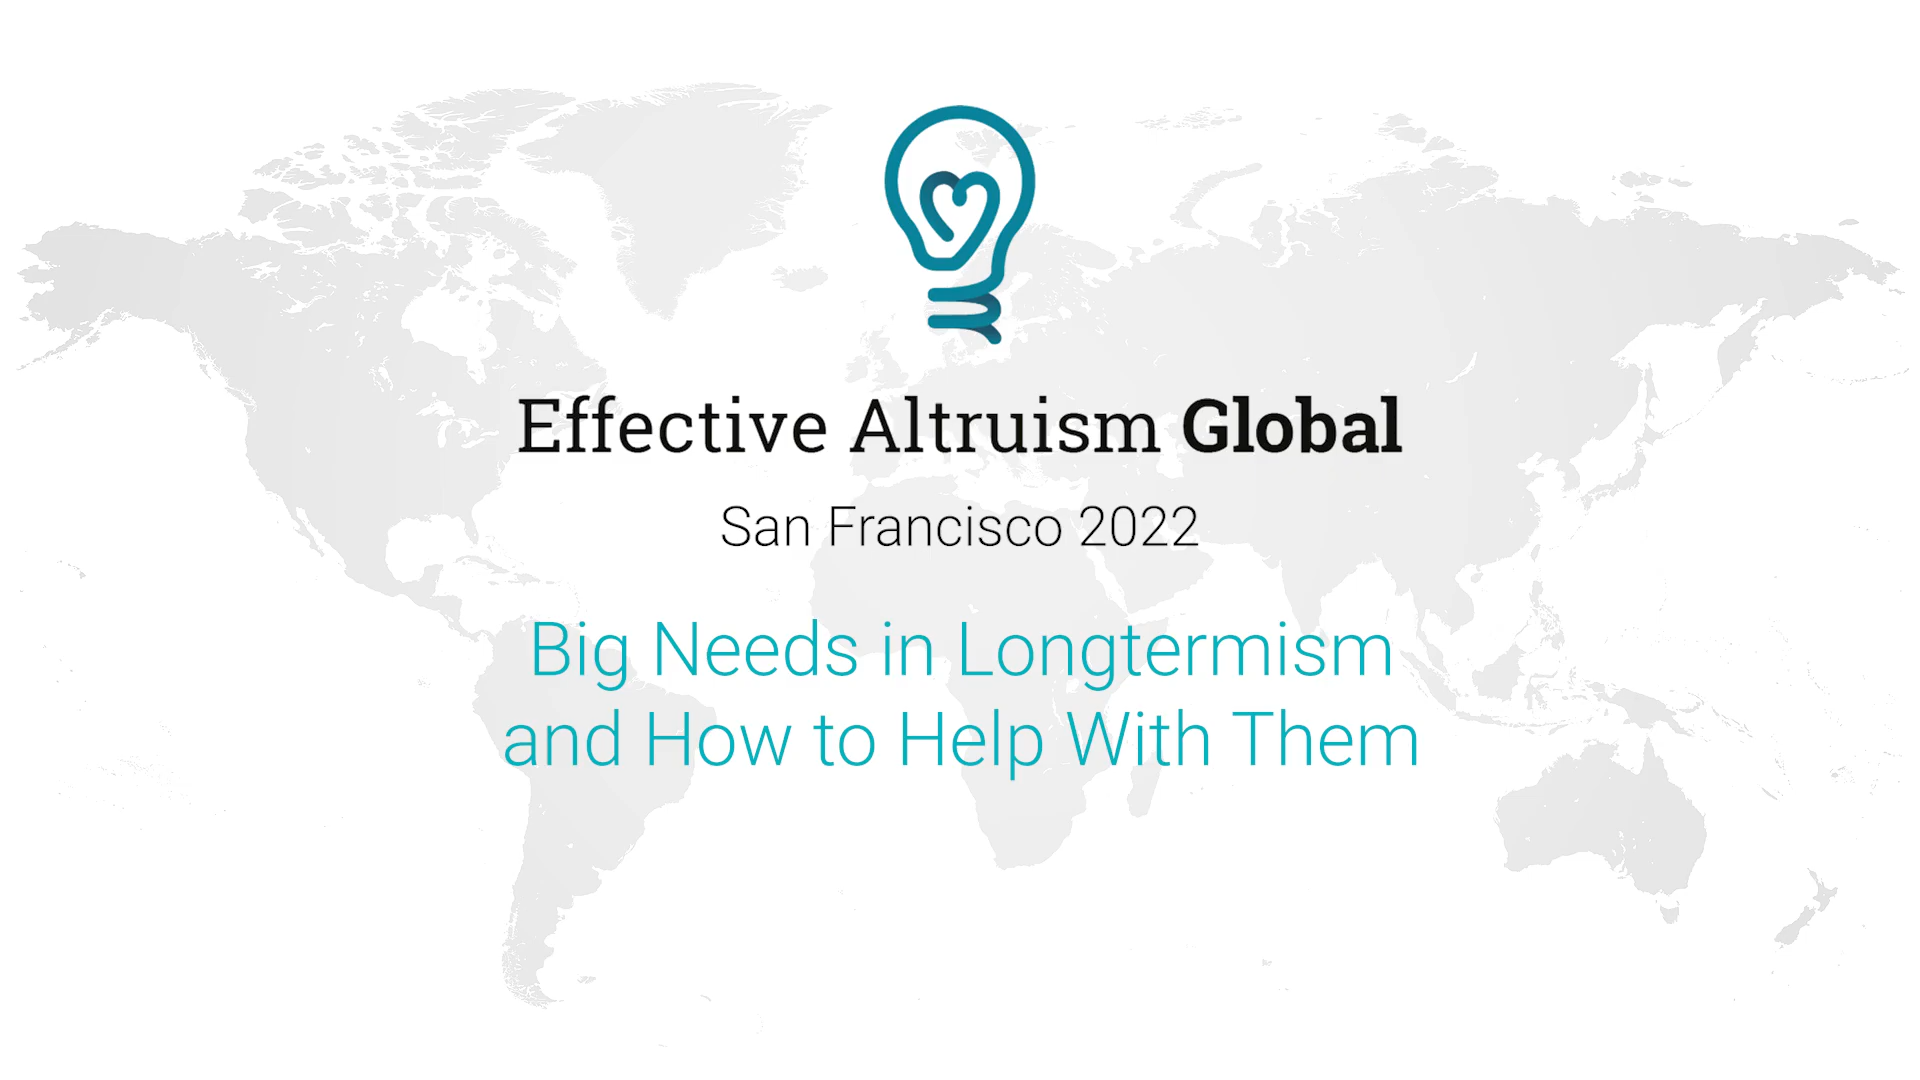 Effective Altruism Global
San Francisco 2022
Big Needs in Longtermism
and How to Help With Them